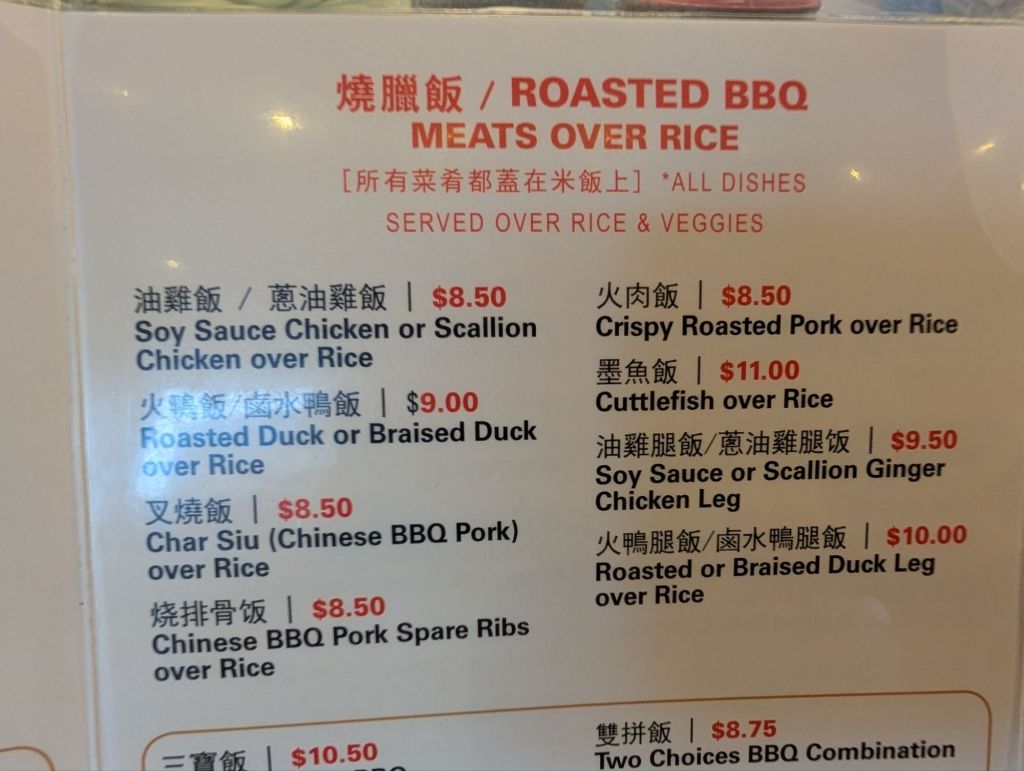 燒臘飯 / ROASTED BBQ
MEATS OVER RICE
[所有菜肴都蓋在米飯上] *ALL DISHES
SERVED OVER RICE & VEGGIES
油雞飯 / 蔥油雞飯 | $8.50
Soy Sauce Chicken or Scallion
Chicken over Rice
火鴨飯/鹵水鴨飯 | $9.00
Roasted Duck or Braised Duck
over Rice
叉燒飯 | $8.50
Char Siu (Chinese BBQ Pork)
over Rice
烧排骨饭 | $8.50
Chinese BBQ Pork Spare Ribs
over Rice
火肉飯 | $8.50
Crispy Roasted Pork over Rice
墨魚飯 | $11.00
Cuttlefish over Rice
油雞腿飯/蔥油雞腿饭 | $9.50
Soy Sauce or Scallion Ginger
Chicken Leg
火鴨腿飯/鹵水鴨腿飯 | $10.00
Roasted or Braised Duck Leg
over Rice
三寶飯 | $10.50
雙拼飯 | $8.75
Two Choices BBQ Combination